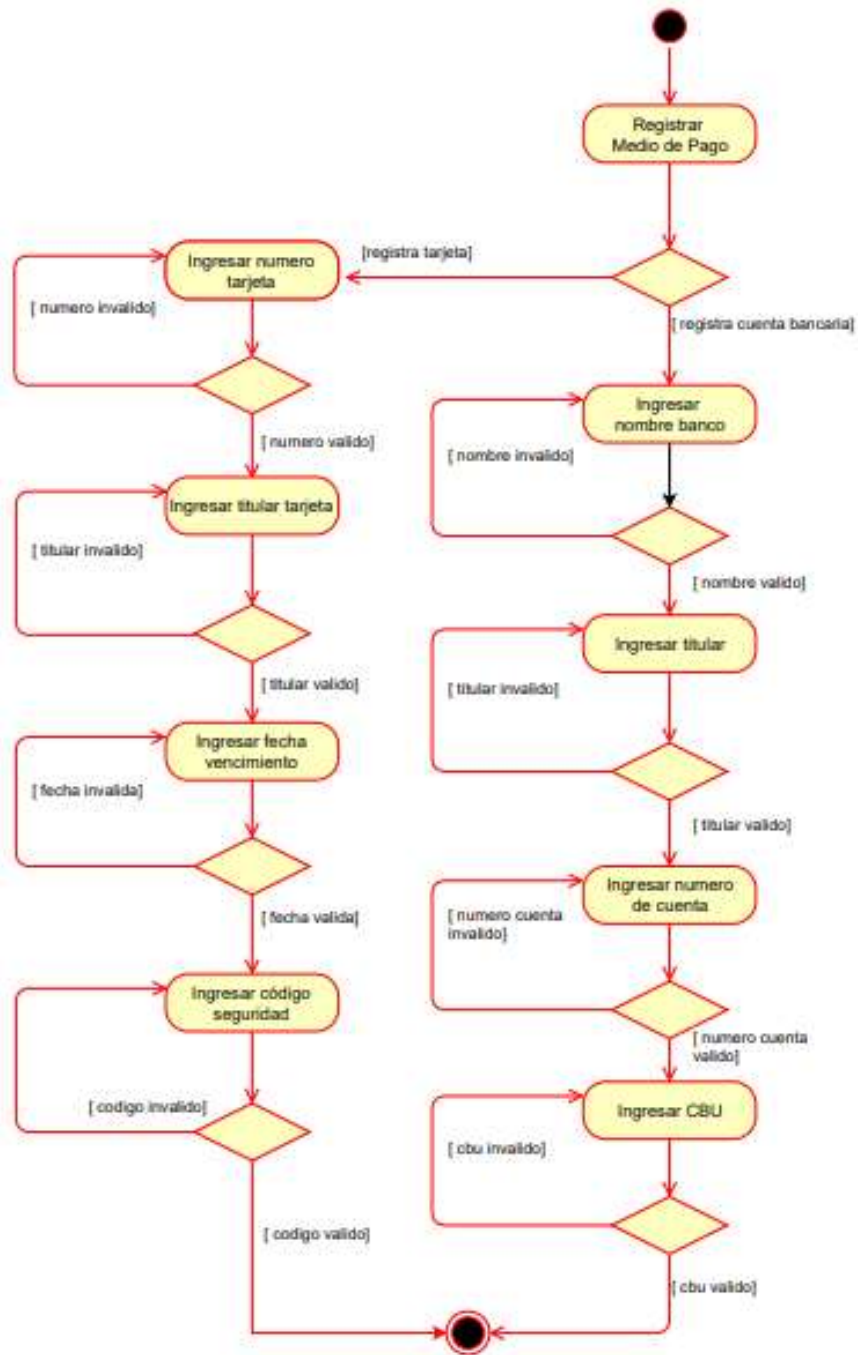 Registrar
Medio de Pago
[registra tarjeta]
[ registra cuenta bancaria]
Ingresar numero
tarjeta
[ numero invalido]
[ numero valido]
Ingresar titular tarjeta
[ titular invalido]
[ titular valido]
Ingresar fecha
vencimiento
[ fecha invalida]
[ fecha valida]
Ingresar código
seguridad
[ codigo invalido]
[ codigo valido]
Ingresar
nombre banco
[ nombre invalido]
[ nombre valido]
Ingresar titular
[ titular invalido]
[ titular valido]
Ingresar numero
de cuenta
[ numero cuenta
invalido]
[ numero cuenta
valido]
Ingresar CBU
[ cbu invalido]
[ cbu valido]